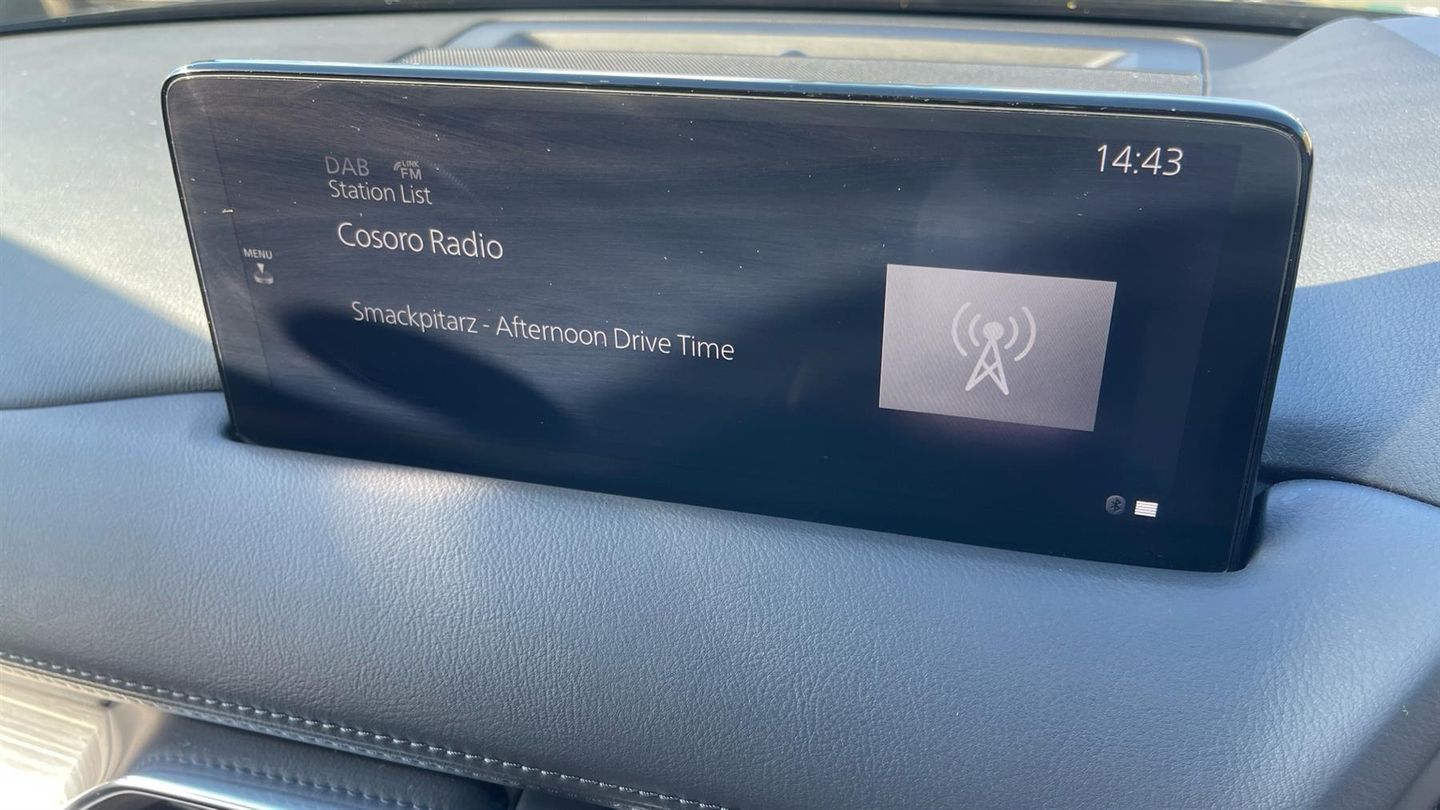 14:43
DAB LINK FM
Station List
Cosoro Radio
MENU
Smackpitarz - Afternoon Drive Time